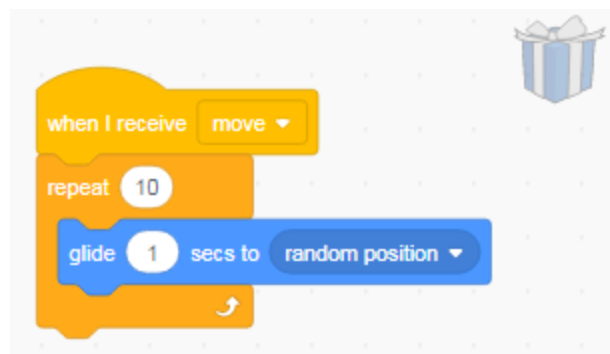 when I receive move
repeat 10
glide 1 secs to random position